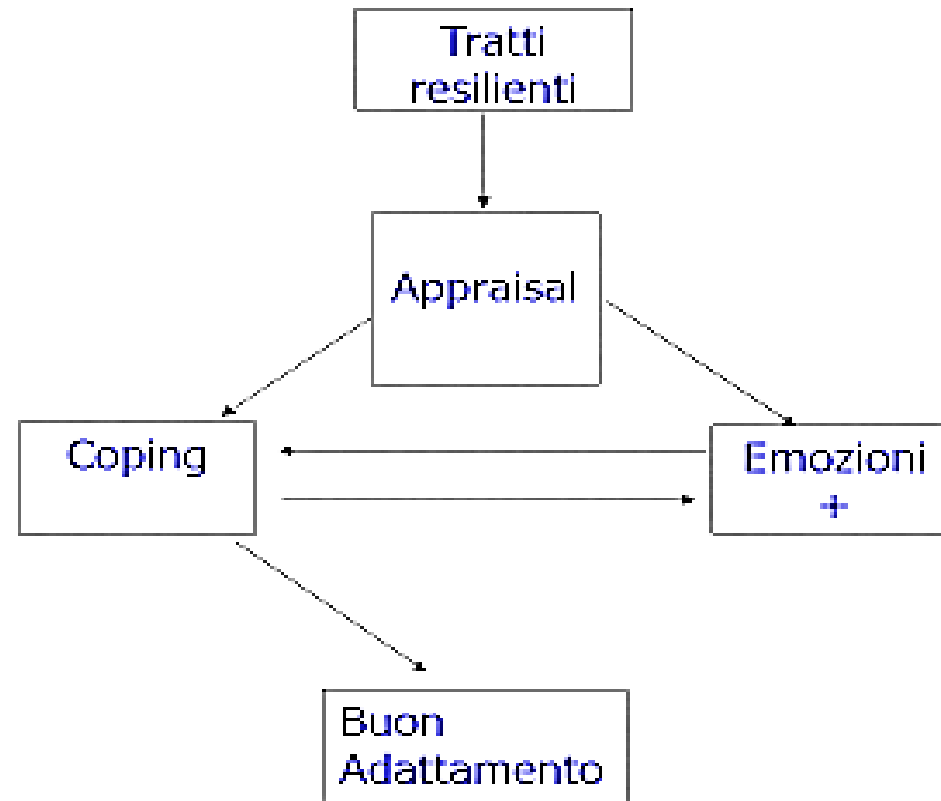 Tratti
resilienti
Appraisal
Coping
Emozioni
+
Buon
Adattamento